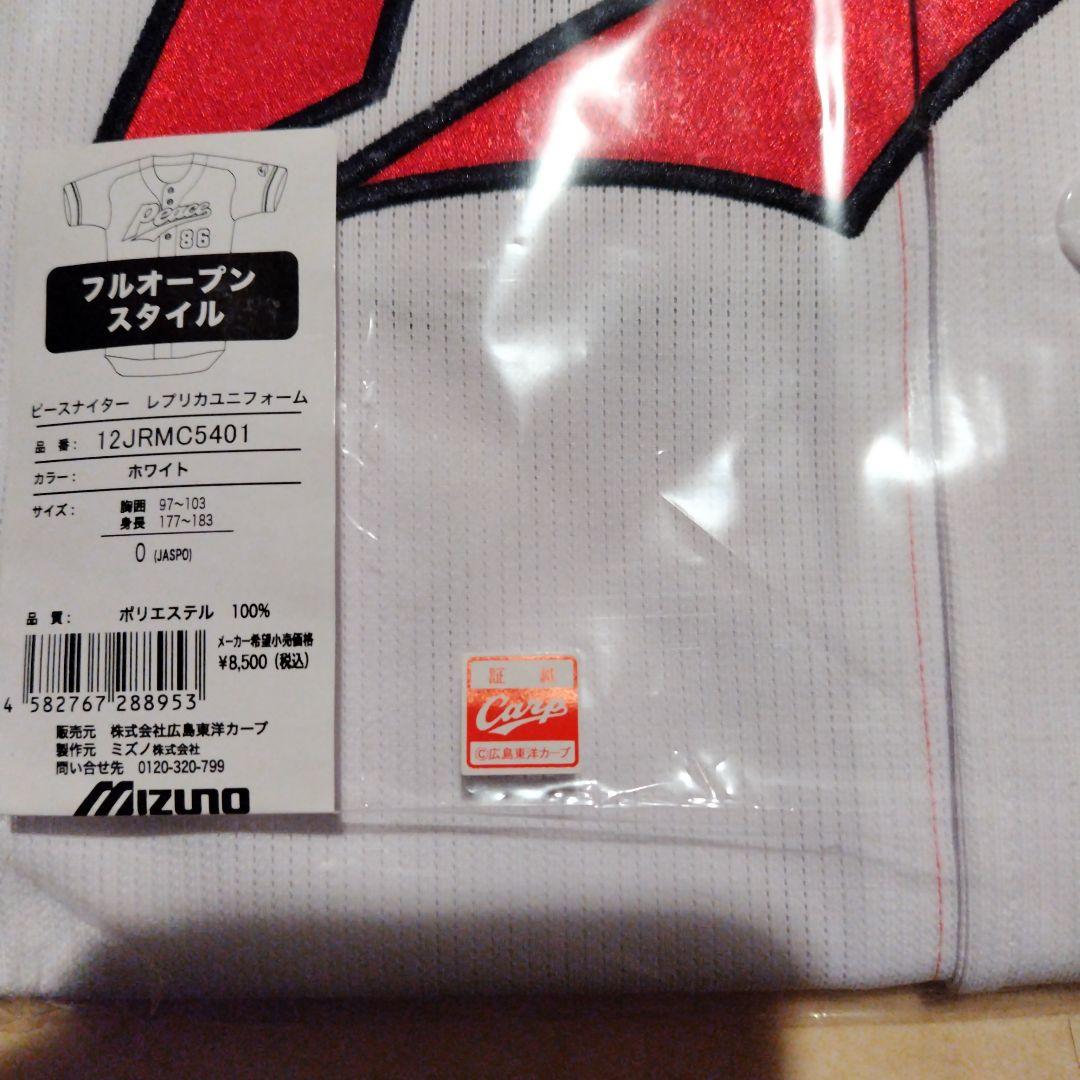 Peace
86
フルオープン
スタイル
ピースナイター レプリカユニフォーム
品 番: 12JRMC5401
カラー: ホワイト
サイズ: 胸囲 97~103
身長 177~183
0 (JASPO)
品 質: ポリエステル 100%
メーカー希望小売価格
¥8,500 (税込)
4 582767 288953
販売元 株式会社広島東洋カープ
製作元 ミズノ株式会社
問い合せ先 0120-320-799
MIZUNO
証
Carp
©広島東洋カープ